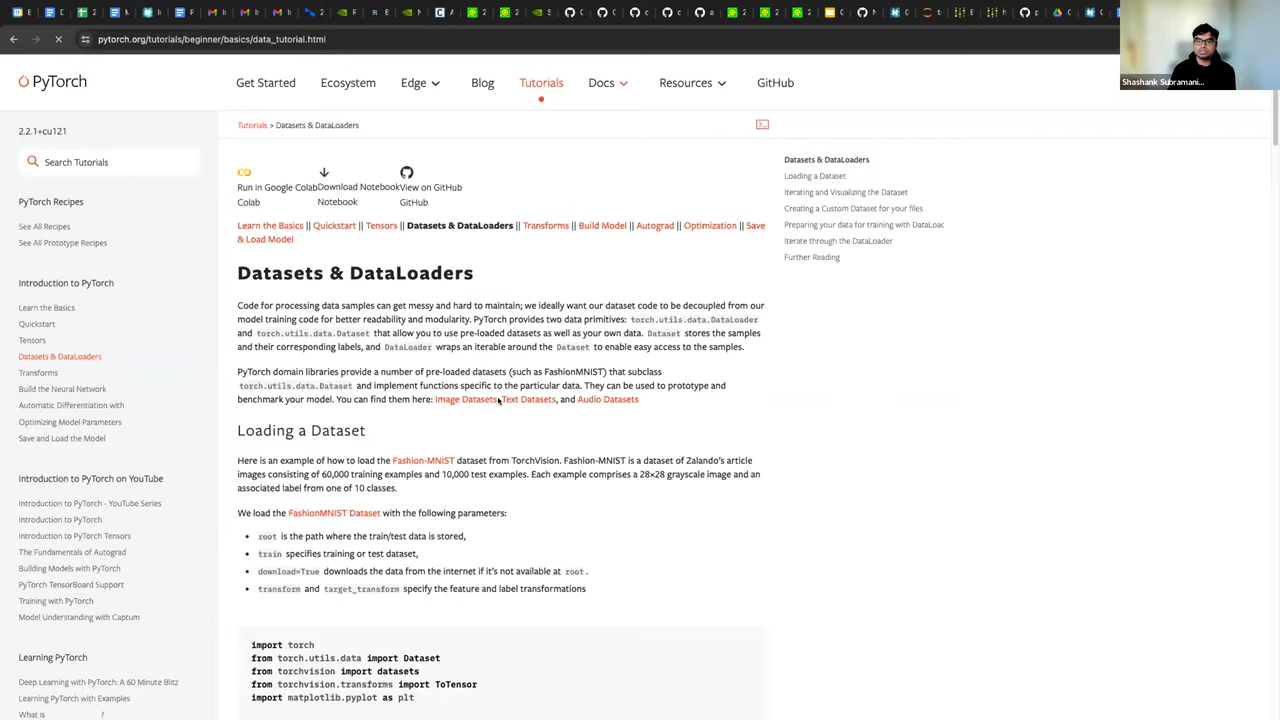 pytorch.org/tutorials/beginner/basics/data_tutorial.html
Shashank Subramani...
PyTorch
Get Started
Ecosystem
Edge
Blog
Tutorials
Docs
Resources
GitHub
2.2.1+cu121
Search Tutorials
PyTorch Recipes
See All Recipes
See All Prototype Recipes
Introduction to PyTorch
Learn the Basics
Quickstart
Tensors
Datasets & DataLoaders
Transforms
Build the Neural Network
Automatic Differentiation with
Optimizing Model Parameters
Save and Load the Model
Introduction to PyTorch on YouTube
Introduction to PyTorch - YouTube Series
Introduction to PyTorch
Introduction to PyTorch Tensors
The Fundamentals of Autograd
Building Models with PyTorch
PyTorch TensorBoard Support
Training with PyTorch
Model Understanding with Captum
Learning PyTorch
Deep Learning with PyTorch: A 60 Minute Blitz
Learning PyTorch with Examples
What is ?
Tutorials > Datasets & DataLoaders
Run in Google Colab
Colab
Download Notebook
Notebook
View on GitHub
GitHub
Learn the Basics || Quickstart || Tensors || Datasets & DataLoaders || Transforms || Build Model || Autograd || Optimization || Save
& Load Model
Datasets & DataLoaders
Code for processing data samples can get messy and hard to maintain; we ideally want our dataset code to be decoupled from our
model training code for better readability and modularity. PyTorch provides two data primitives: torch.utils.data.DataLoader
and torch.utils.data.Dataset that allow you to use pre-loaded datasets as well as your own data. Dataset stores the samples
and their corresponding labels, and DataLoader wraps an iterable around the Dataset to enable easy access to the samples.
PyTorch domain libraries provide a number of pre-loaded datasets (such as FashionMNIST) that subclass
torch.utils.data.Dataset and implement functions specific to the particular data. They can be used to prototype and
benchmark your model. You can find them here: Image Datasets, Text Datasets, and Audio Datasets
Loading a Dataset
Here is an example of how to load the Fashion-MNIST dataset from TorchVision. Fashion-MNIST is a dataset of Zalando's article
images consisting of 60,000 training examples and 10,000 test examples. Each example comprises a 28×28 grayscale image and an
associated label from one of 10 classes.
We load the FashionMNIST Dataset with the following parameters:
• root is the path where the train/test data is stored,
• train specifies training or test dataset,
• download=True downloads the data from the internet if it's not available at root.
• transform and target_transform specify the feature and label transformations
import torch
from torch.utils.data import Dataset
from torchvision import datasets
from torchvision.transforms import ToTensor
import matplotlib.pyplot as plt
Datasets & DataLoaders
Loading a Dataset
Iterating and Visualizing the Dataset
Creating a Custom Dataset for your files
Preparing your data for training with DataLoac
Iterate through the DataLoader
Further Reading